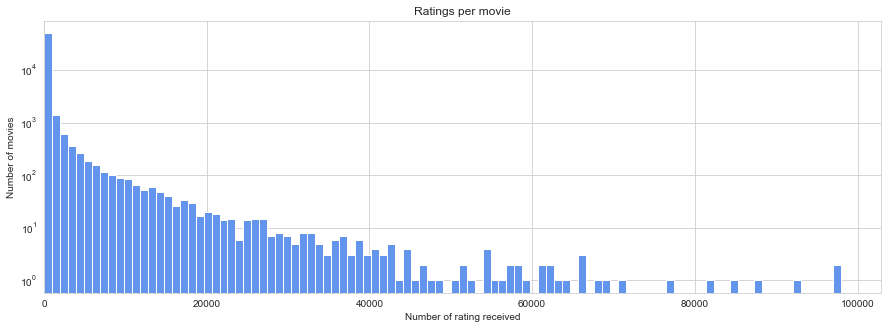 Ratings per movie
Number of movies
10^4
10^3
10^2
10^1
10^0
0 20000 40000 60000 80000 100000
Number of rating received